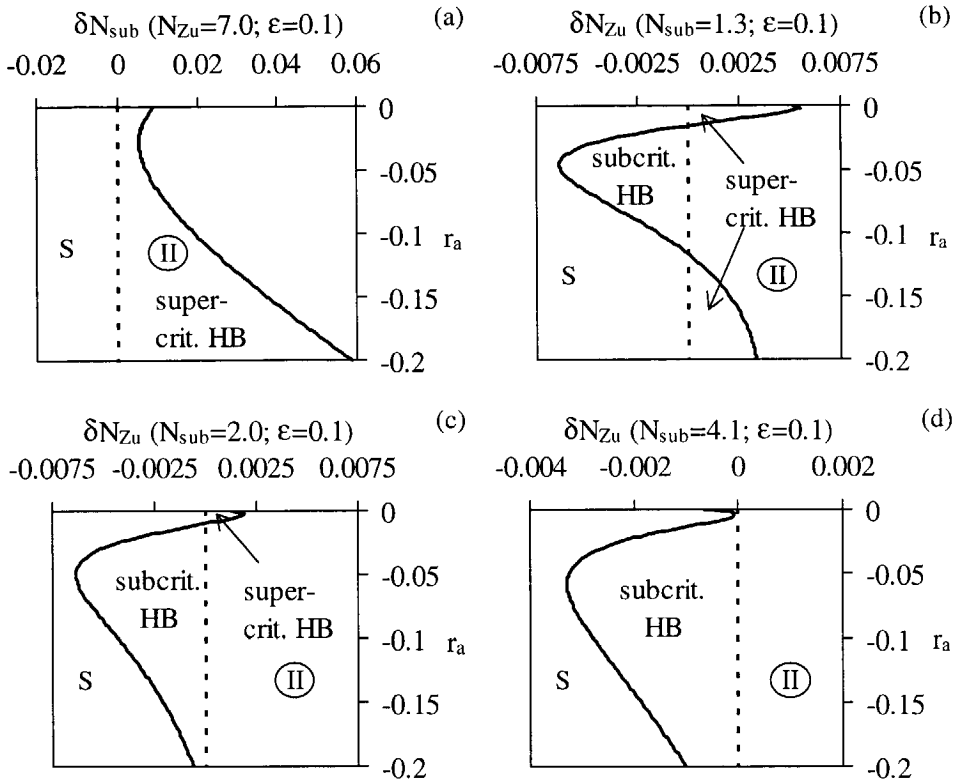 (a)
δN_sub (N_Zu=7.0; ε=0.1)
-0.02 0 0.02 0.04 0.06
0
-0.05
-0.1
-0.15
-0.2
r_a
S
II
super-
crit. HB
(b)
δN_Zu (N_sub=1.3; ε=0.1)
-0.0075 -0.0025 0.0025 0.0075
0
-0.05
-0.1
-0.15
-0.2
r_a
subcrit.
HB
super-
crit. HB
S
II
(c)
δN_Zu (N_sub=2.0; ε=0.1)
-0.0075 -0.0025 0.0025 0.0075
0
-0.05
-0.1
-0.15
-0.2
r_a
subcrit.
HB
super-
crit. HB
S
II
(d)
δN_Zu (N_sub=4.1; ε=0.1)
-0.004 -0.002 0 0.002
0
-0.05
-0.1
-0.15
-0.2
r_a
subcrit.
HB
S
II